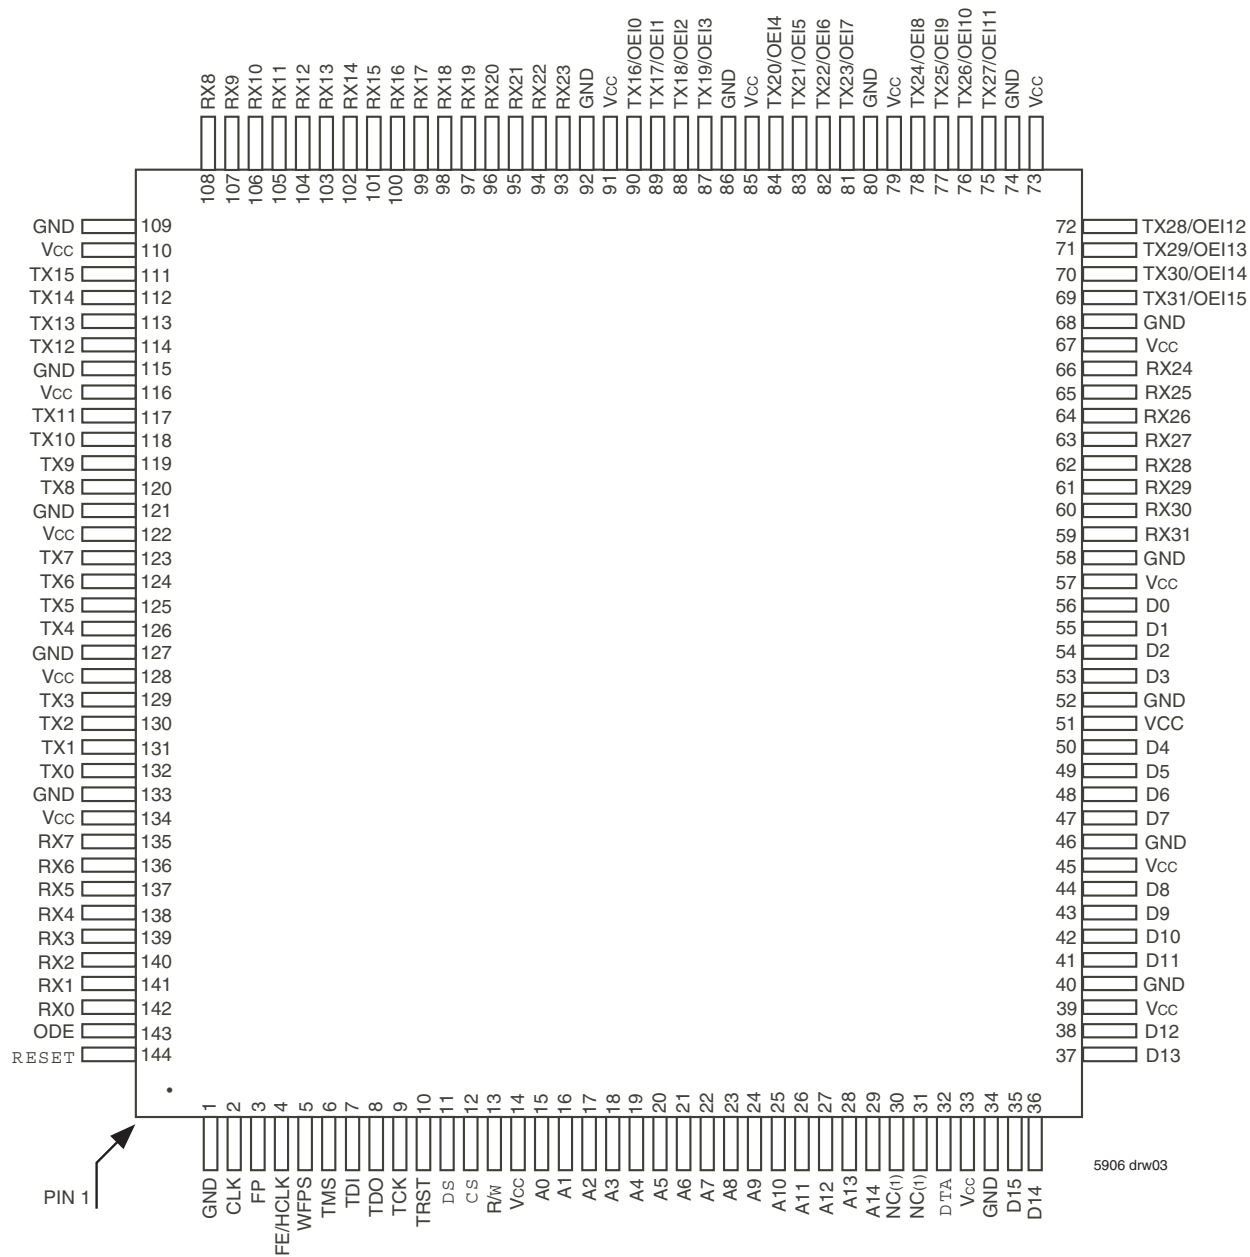 RX8
RX9
RX10
RX11
RX12
RX13
RX14
RX15
RX16
RX17
RX18
RX19
RX20
RX21
RX22
RX23
GND
Vcc
TX16/OEI0
TX17/OEI1
TX18/OEI2
TX19/OEI3
GND
Vcc
TX20/OEI4
TX21/OEI5
TX22/OEI6
TX23/OEI7
GND
Vcc
TX24/OEI8
TX25/OEI9
TX26/OEI10
TX27/OEI11
GND
Vcc
108
107
106
105
104
103
102
101
100
99
98
97
96
95
94
93
92
91
90
89
88
87
86
85
84
83
82
81
80
79
78
77
76
75
74
73
GND 109
Vcc 110
TX15 111
TX14 112
TX13 113
TX12 114
GND 115
Vcc 116
TX11 117
TX10 118
TX9 119
TX8 120
GND 121
Vcc 122
TX7 123
TX6 124
TX5 125
TX4 126
GND 127
Vcc 128
TX3 129
TX2 130
TX1 131
TX0 132
GND 133
Vcc 134
RX7 135
RX6 136
RX5 137
RX4 138
RX3 139
RX2 140
RX1 141
RX0 142
ODE 143
RESET 144
72 TX28/OEI12
71 TX29/OEI13
70 TX30/OEI14
69 TX31/OEI15
68 GND
67 Vcc
66 RX24
65 RX25
64 RX26
63 RX27
62 RX28
61 RX29
60 RX30
59 RX31
58 GND
57 Vcc
56 D0
55 D1
54 D2
53 D3
52 GND
51 VCC
50 D4
49 D5
48 D6
47 D7
46 GND
45 Vcc
44 D8
43 D9
42 D10
41 D11
40 GND
39 Vcc
38 D12
37 D13
1
2
3
4
5
6
7
8
9
10
11
12
13
14
15
16
17
18
19
20
21
22
23
24
25
26
27
28
29
30
31
32
33
34
35
36
GND
CLK
FP
FE/HCLK
WFPS
TMS
TDI
TDO
TCK
TRST
DS
CS
R/W
Vcc
A0
A1
A2
A3
A4
A5
A6
A7
A8
A9
A10
A11
A12
A13
A14
NC(1)
NC(1)
DTA
Vcc
GND
D15
D14
PIN 1
5906 drw03